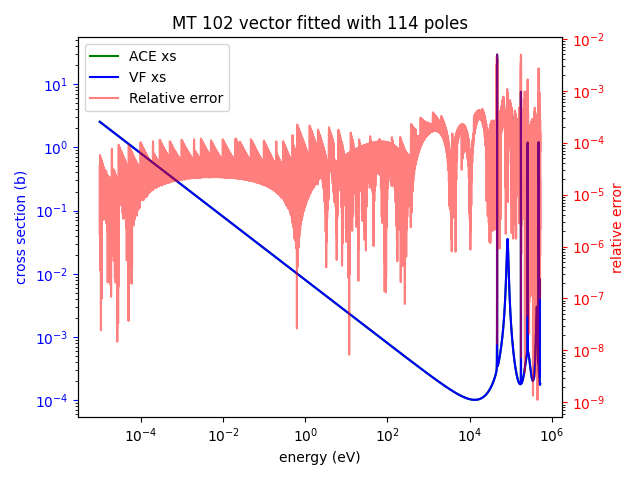 MT 102 vector fitted with 114 poles
ACE xs
VF xs
Relative error
cross section (b)
10^1
10^0
10^-1
10^-2
10^-3
10^-4
10^-2
10^-3
10^-4
10^-5
10^-6
10^-7
10^-8
10^-9
relative error
10^-4
10^-2
10^0
10^2
10^4
10^6
energy (eV)